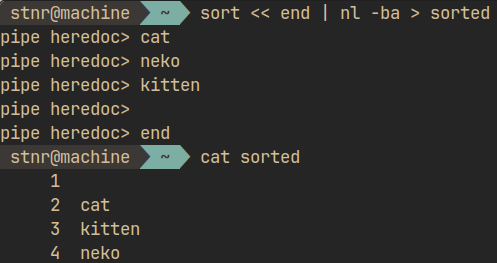 stnr@machine ~ sort << end | nl -ba > sorted
pipe heredoc> cat
pipe heredoc> neko
pipe heredoc> kitten
pipe heredoc>
pipe heredoc> end
stnr@machine ~ cat sorted
1
2 cat
3 kitten
4 neko